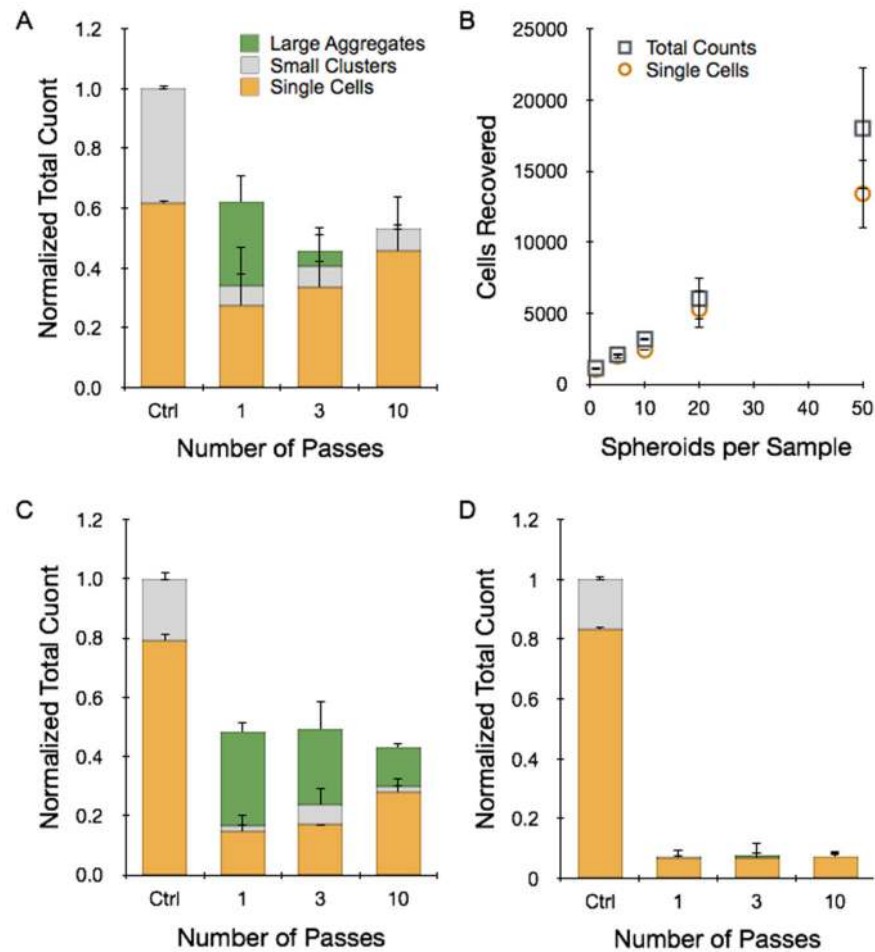 A
1.2
1.0
0.8
0.6
0.4
0.2
0.0
Normalized Total Cuont
Large Aggregates
Small Clusters
Single Cells
Ctrl
1
3
10
Number of Passes
B
25000
20000
15000
10000
5000
0
Cells Recovered
Total Counts
Single Cells
0
10
20
30
40
50
Spheroids per Sample
C
1.2
1.0
0.8
0.6
0.4
0.2
0.0
Normalized Total Cuont
Ctrl
1
3
10
Number of Passes
D
1.2
1
0.8
0.6
0.4
0.2
0
Normalized Total Cuont
Ctrl
1
3
10
Number of Passes